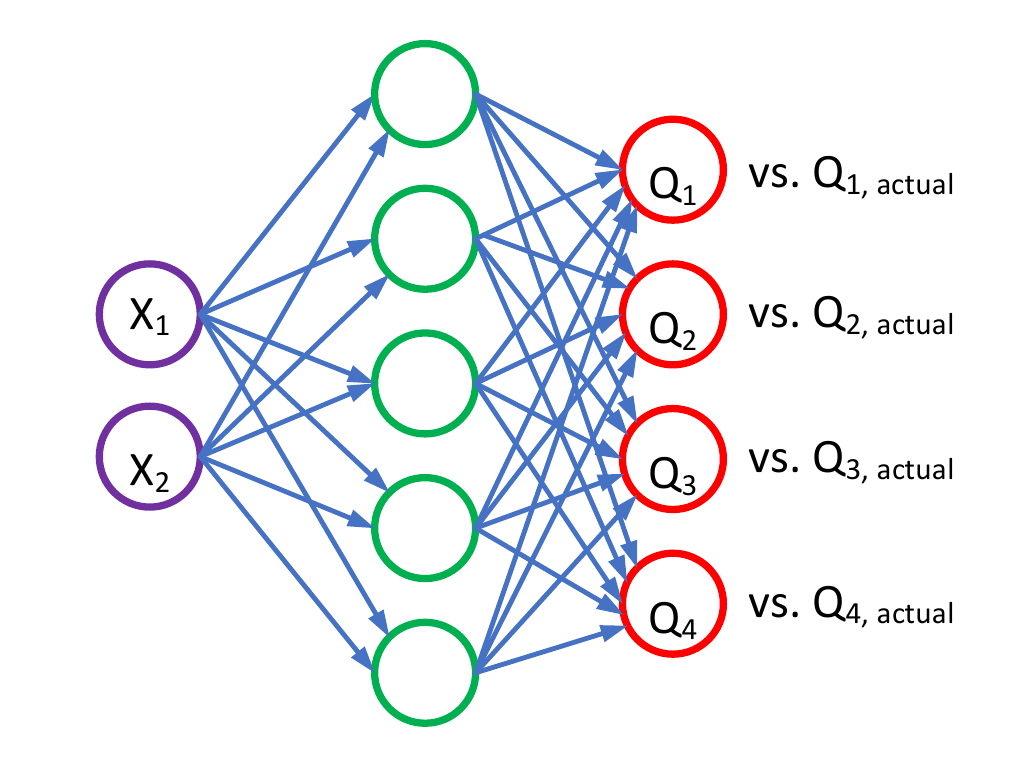 Q₁ vs. Q₁, actual
X₁
Q₂ vs. Q₂, actual
X₂
Q₃ vs. Q₃, actual
Q₄ vs. Q₄, actual